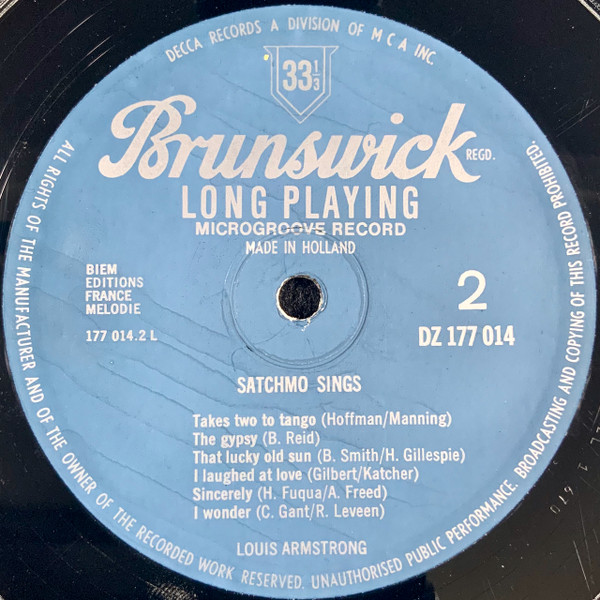 DECCA RECORDS A DIVISION OF M C A INC
33 1/3
Brunswick REGD.
LONG PLAYING
MICROGROOVE RECORD
MADE IN HOLLAND
BIEM
EDITIONS
FRANCE
MELODIE
177 014.2 L
2
DZ 177 014
SATCHMO SINGS
Takes two to tango (Hoffman/Manning)
The gypsy (B. Reid)
That lucky old sun (B. Smith/H. Gillespie)
I laughed at love (Gilbert/Katcher)
Sincerely (H. Fuqua/A. Freed)
I wonder (C. Gant/R. Leveen)
LOUIS ARMSTRONG
ALL RIGHTS OF THE MANUFACTURER AND OF THE OWNER OF THE RECORDED WORK RESERVED. UNAUTHORISED PUBLIC PERFORMANCE. BROADCASTING AND COPYING OF THIS RECORD PROHIBITED.